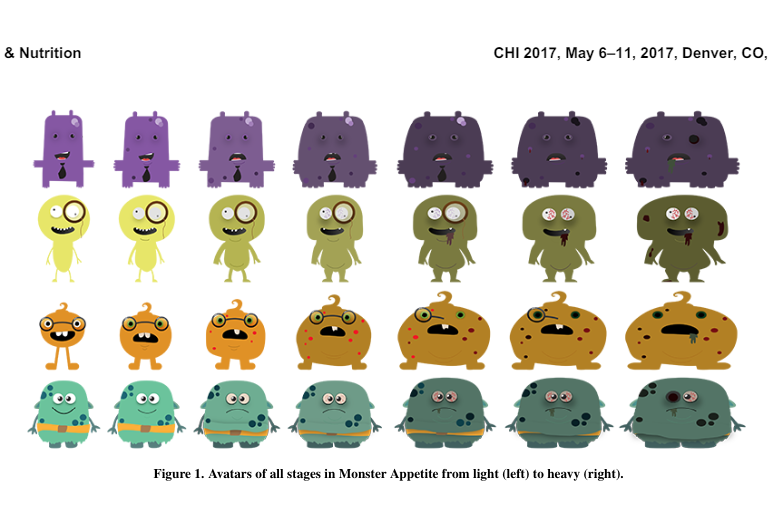 & Nutrition
CHI 2017, May 6–11, 2017, Denver, CO,
Figure 1. Avatars of all stages in Monster Appetite from light (left) to heavy (right).